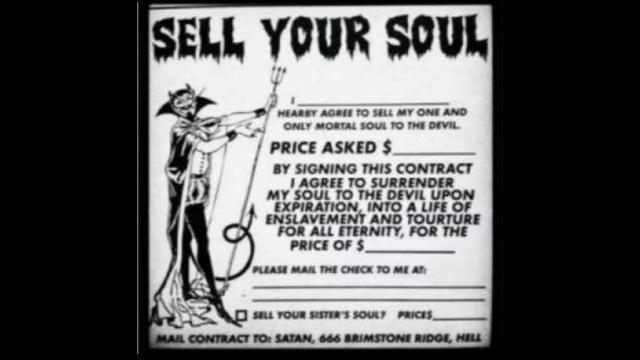 SELL YOUR SOUL
I
HEARBY AGREE TO SELL MY ONE AND
ONLY MORTAL SOUL TO THE DEVIL.
PRICE ASKED $
BY SIGNING THIS CONTRACT
I AGREE TO SURRENDER
MY SOUL TO THE DEVIL UPON
EXPIRATION, INTO A LIFE OF
ENSLAVEMENT AND TOURTURE
FOR ALL ETERNITY, FOR THE
PRICE OF $
PLEASE MAIL THE CHECK TO ME AT:
SELL YOUR SISTER'S SOUL? PRICE$
MAIL CONTRACT TO: SATAN, 666 BRIMSTONE RIDGE, HELL